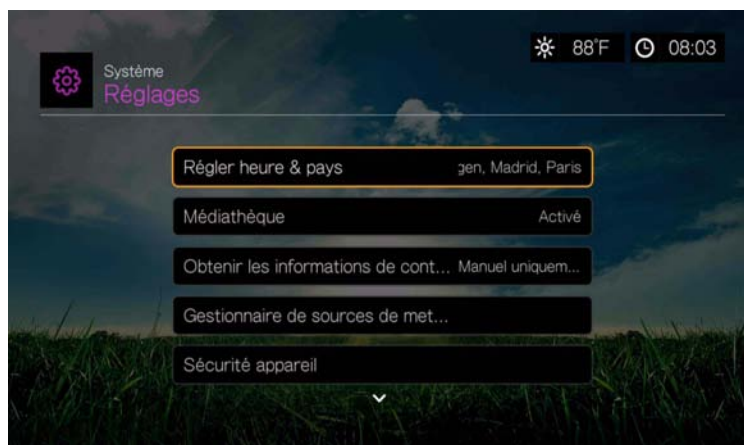 Système
Réglages
88°F 08:03
Régler heure & pays gen, Madrid, Paris
Médiathèque Activé
Obtenir les informations de cont... Manuel uniquem...
Gestionnaire de sources de met...
Sécurité appareil